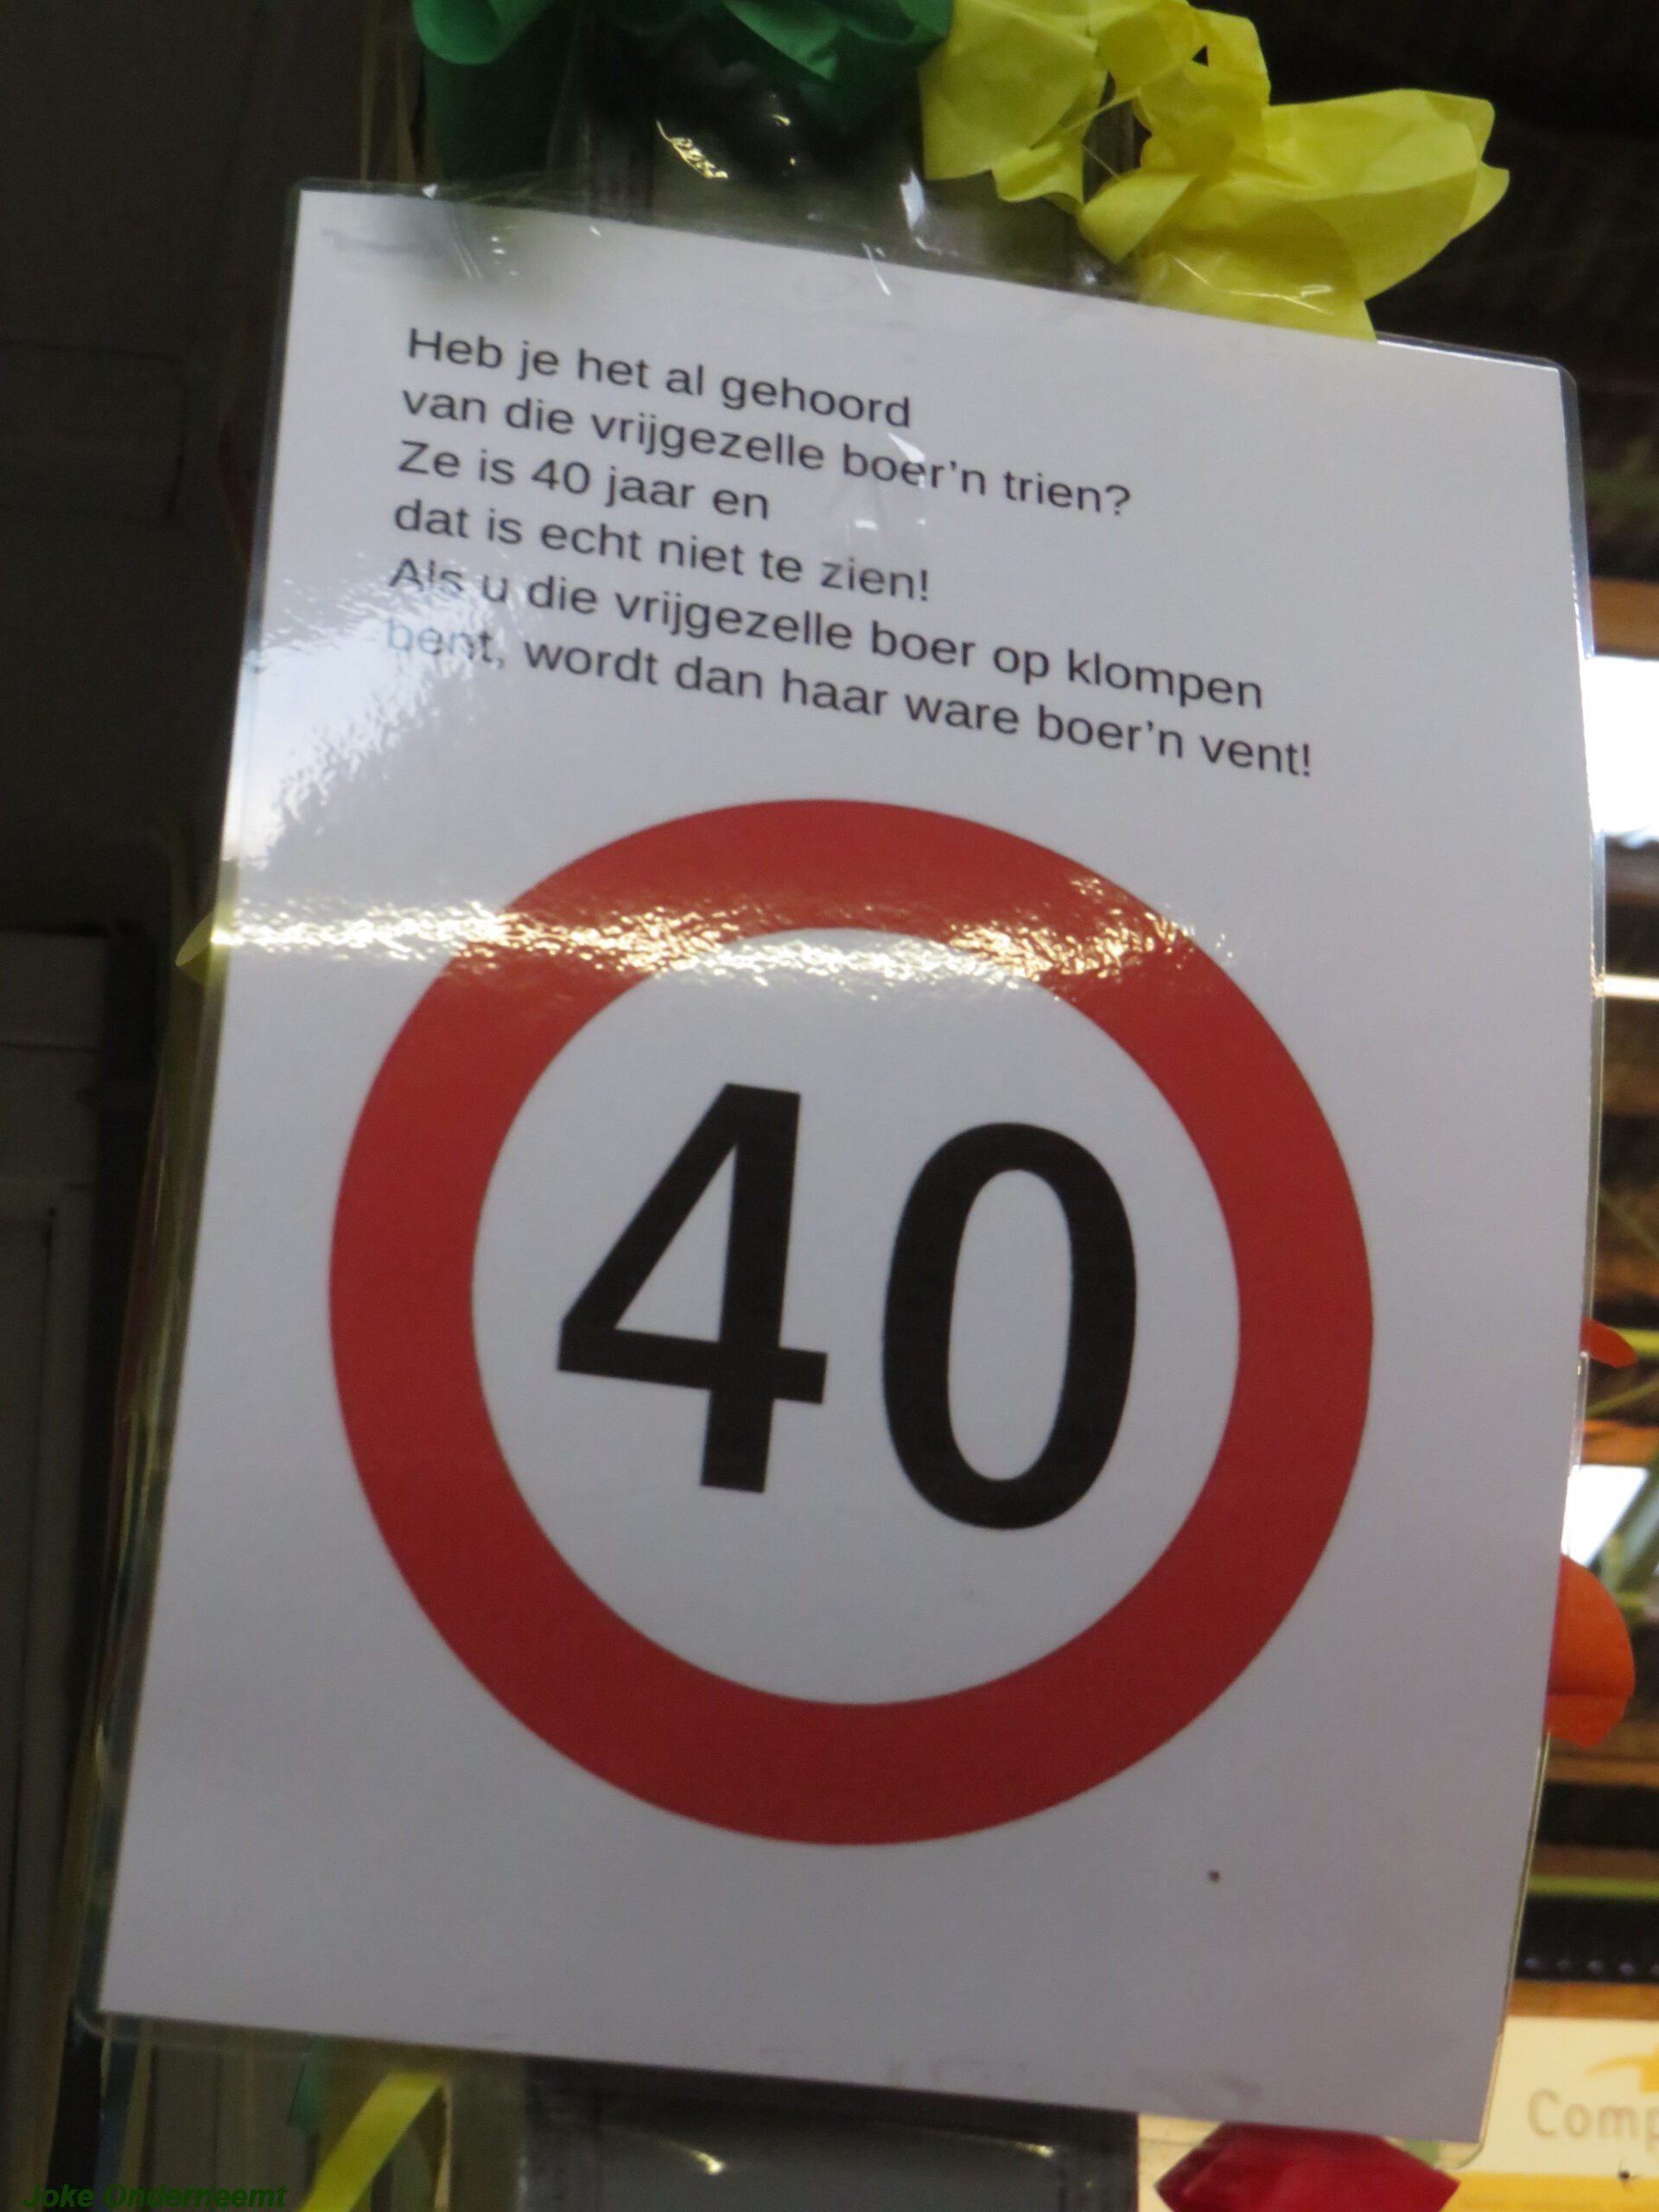 Heb je het al gehoord
van die vrijgezelle boer'n trien?
Ze is 40 jaar en
dat is echt niet te zien!
Als u die vrijgezelle boer op klompen
bent, wordt dan haar ware boer'n vent!
40
Joke Onderneemt